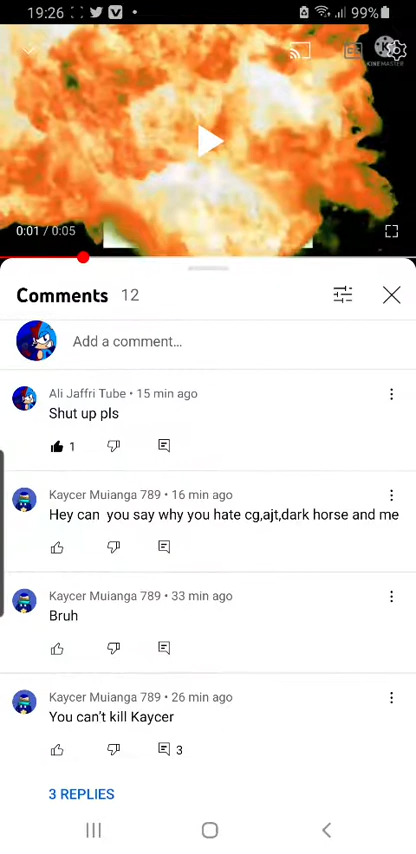 19:26
99%
KINEMASTER
0:01 / 0:05
Comments 12
Add a comment...
Ali Jaffri Tube • 15 min ago
Shut up pls
1
Kaycer Muianga 789 • 16 min ago
Hey can you say why you hate cg,ajt,dark horse and me
Kaycer Muianga 789 • 33 min ago
Bruh
Kaycer Muianga 789 • 26 min ago
You can't kill Kaycer
3
3 REPLIES